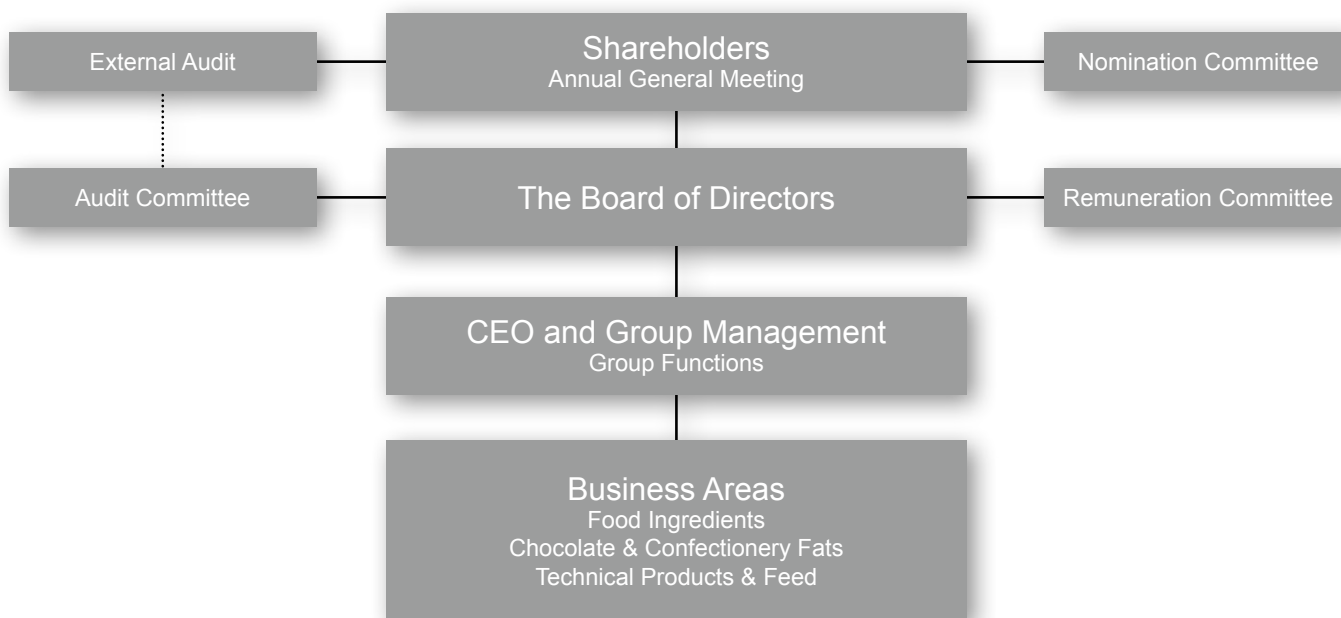 External Audit
Shareholders
Annual General Meeting
Nomination Committee
Audit Committee
The Board of Directors
Remuneration Committee
CEO and Group Management
Group Functions
Business Areas
Food Ingredients
Chocolate & Confectionery Fats
Technical Products & Feed